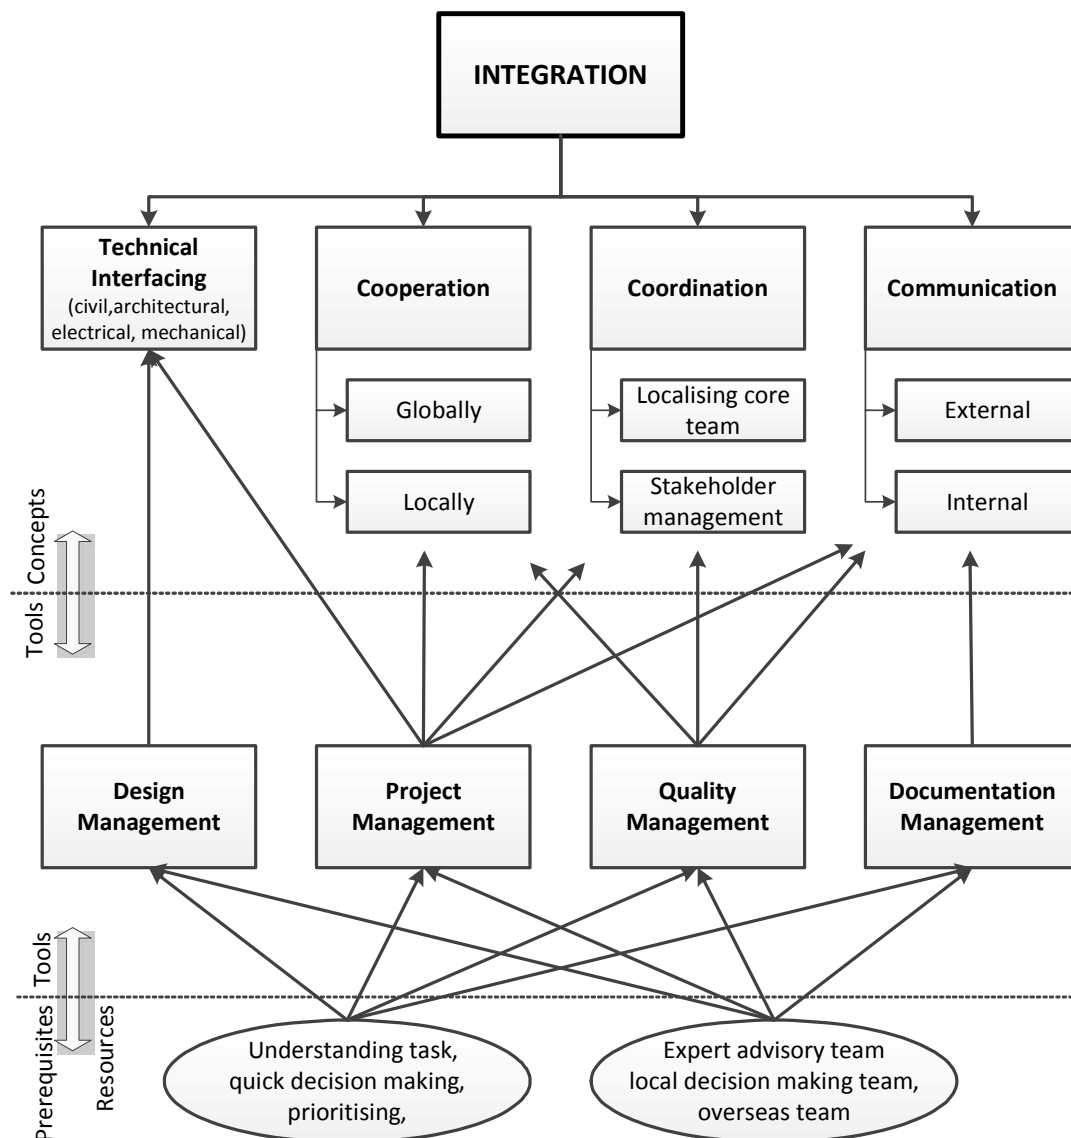 INTEGRATION
Technical
Interfacing
(civil,architectural,
electrical, mechanical)
Cooperation
Coordination
Communication
Globally
Localising core
team
External
Locally
Stakeholder
management
Internal
Concepts
Tools
Design
Management
Project
Management
Quality
Management
Documentation
Management
Tools
Prerequisites
Resources
Understanding task,
quick decision making,
prioritising,
Expert advisory team
local decision making team,
overseas team